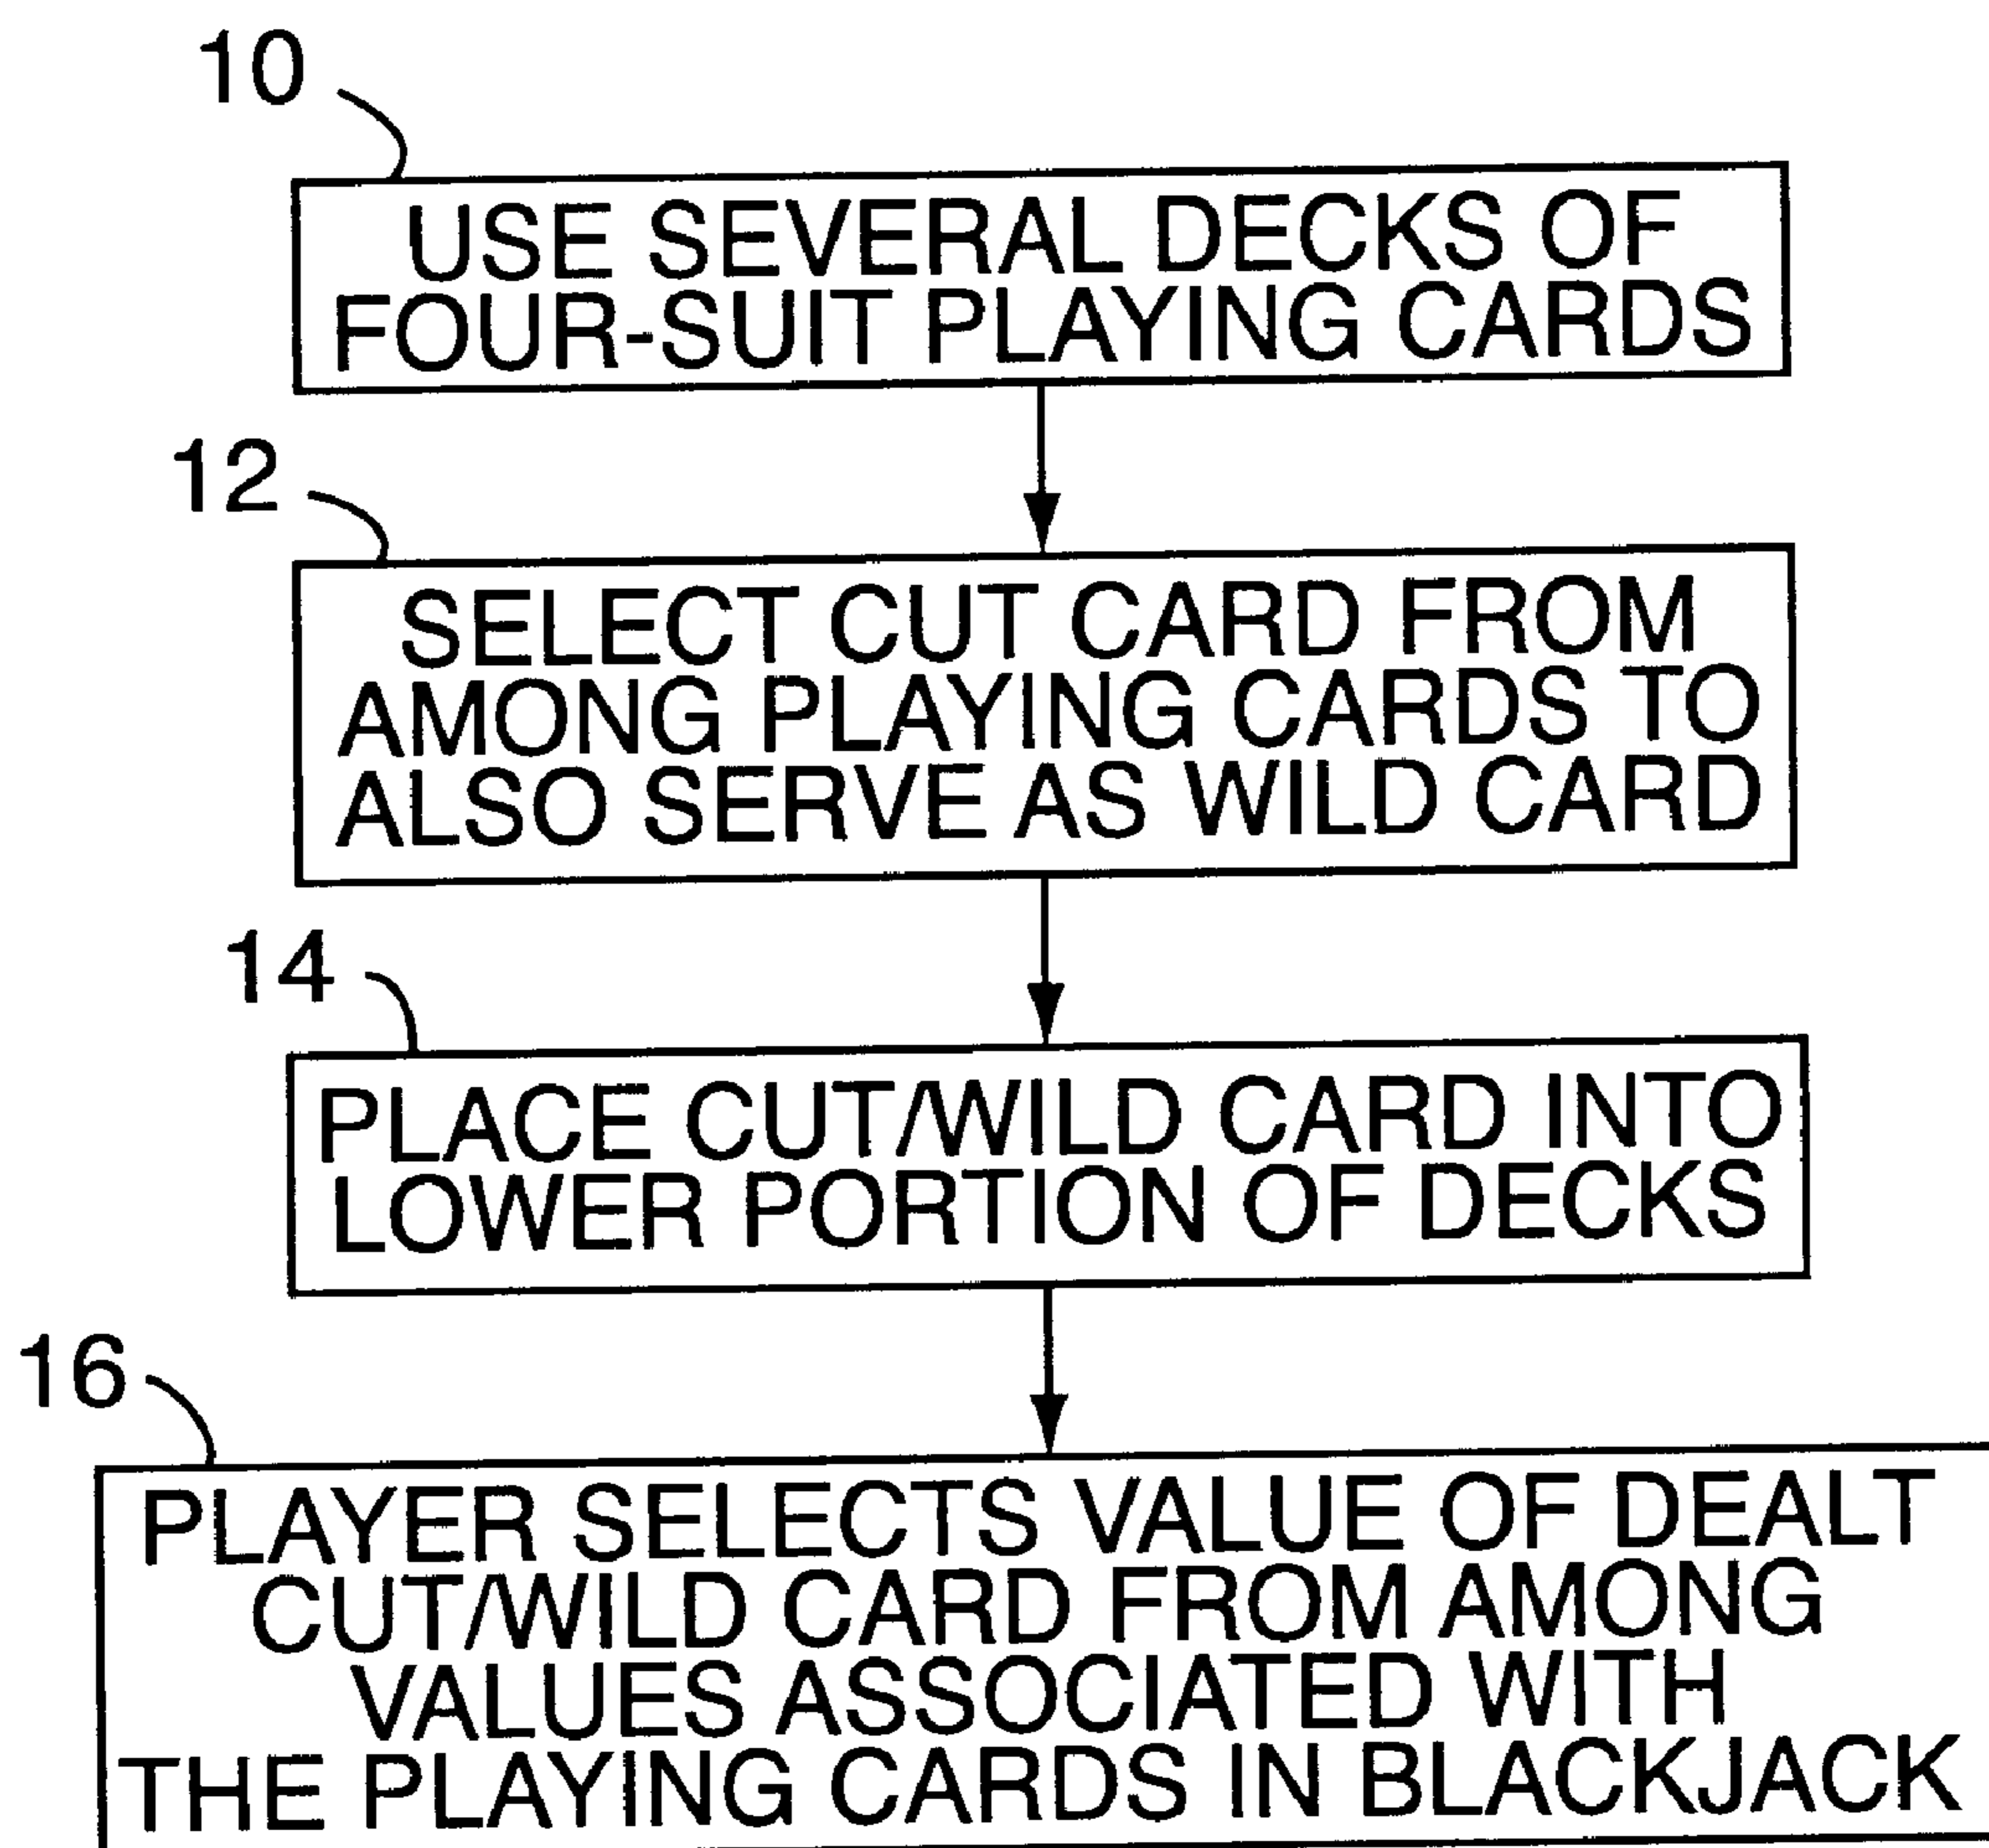 10
USE SEVERAL DECKS OF
FOUR-SUIT PLAYING CARDS
12
SELECT CUT CARD FROM
AMONG PLAYING CARDS TO
ALSO SERVE AS WILD CARD
14
PLACE CUT/WILD CARD INTO
LOWER PORTION OF DECKS
16
PLAYER SELECTS VALUE OF DEALT
CUT/WILD CARD FROM AMONG
VALUES ASSOCIATED WITH
THE PLAYING CARDS IN BLACKJACK